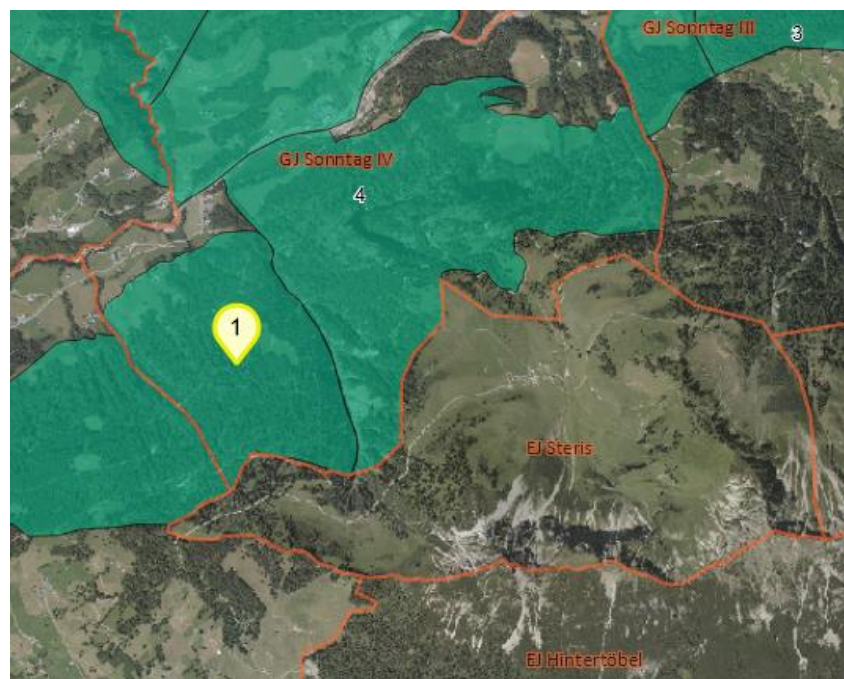 GJ Sonntag III
3
GJ Sonntag IV
4
1
EJ Steris
EJ Hintertöbel